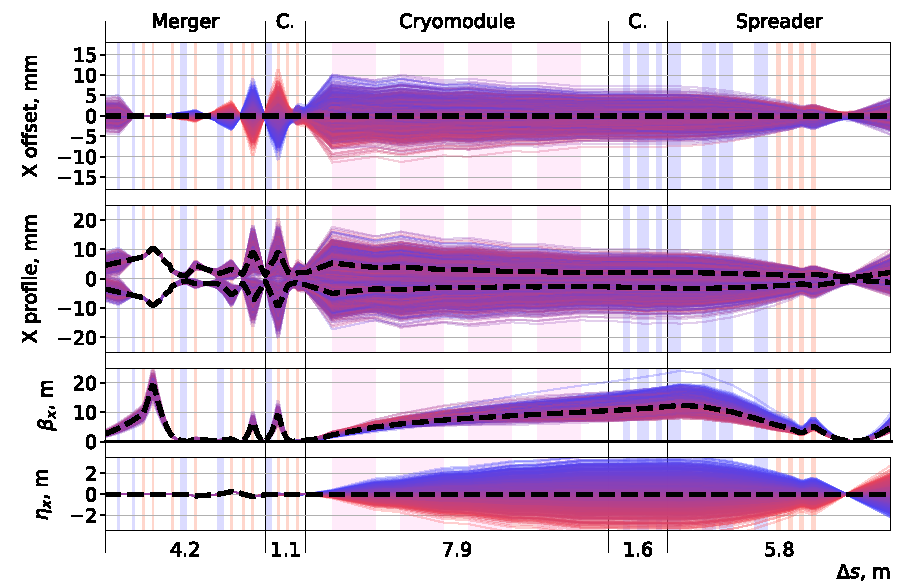 Merger C. Cryomodule C. Spreader
X offset, mm
15
10
5
0
−5
−10
−15
X profile, mm
20
10
0
−10
−20
βx, m
20
10
0
ηx, m
2
0
−2
4.2 1.1 7.9 1.6 5.8
Δs, m